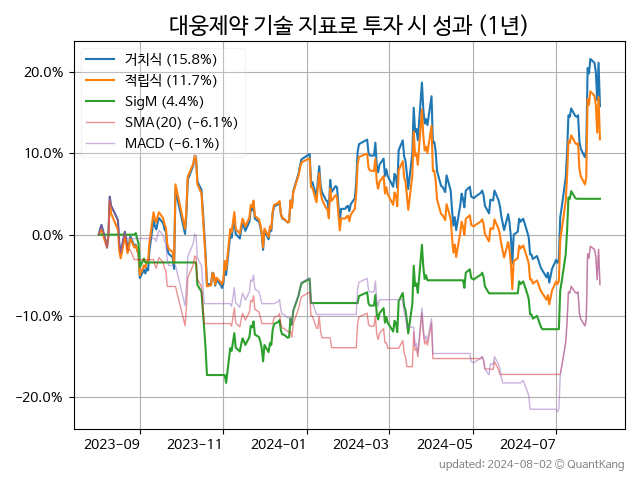 대웅제약 기술 지표로 투자 시 성과 (1년)
거치식 (15.8%)
적립식 (11.7%)
SigM (4.4%)
SMA(20) (−6.1%)
MACD (−6.1%)
20.0%
10.0%
0.0%
−10.0%
−20.0%
2023-09 2023-11 2024-01 2024-03 2024-05 2024-07
updated: 2024-08-02 © QuantKang